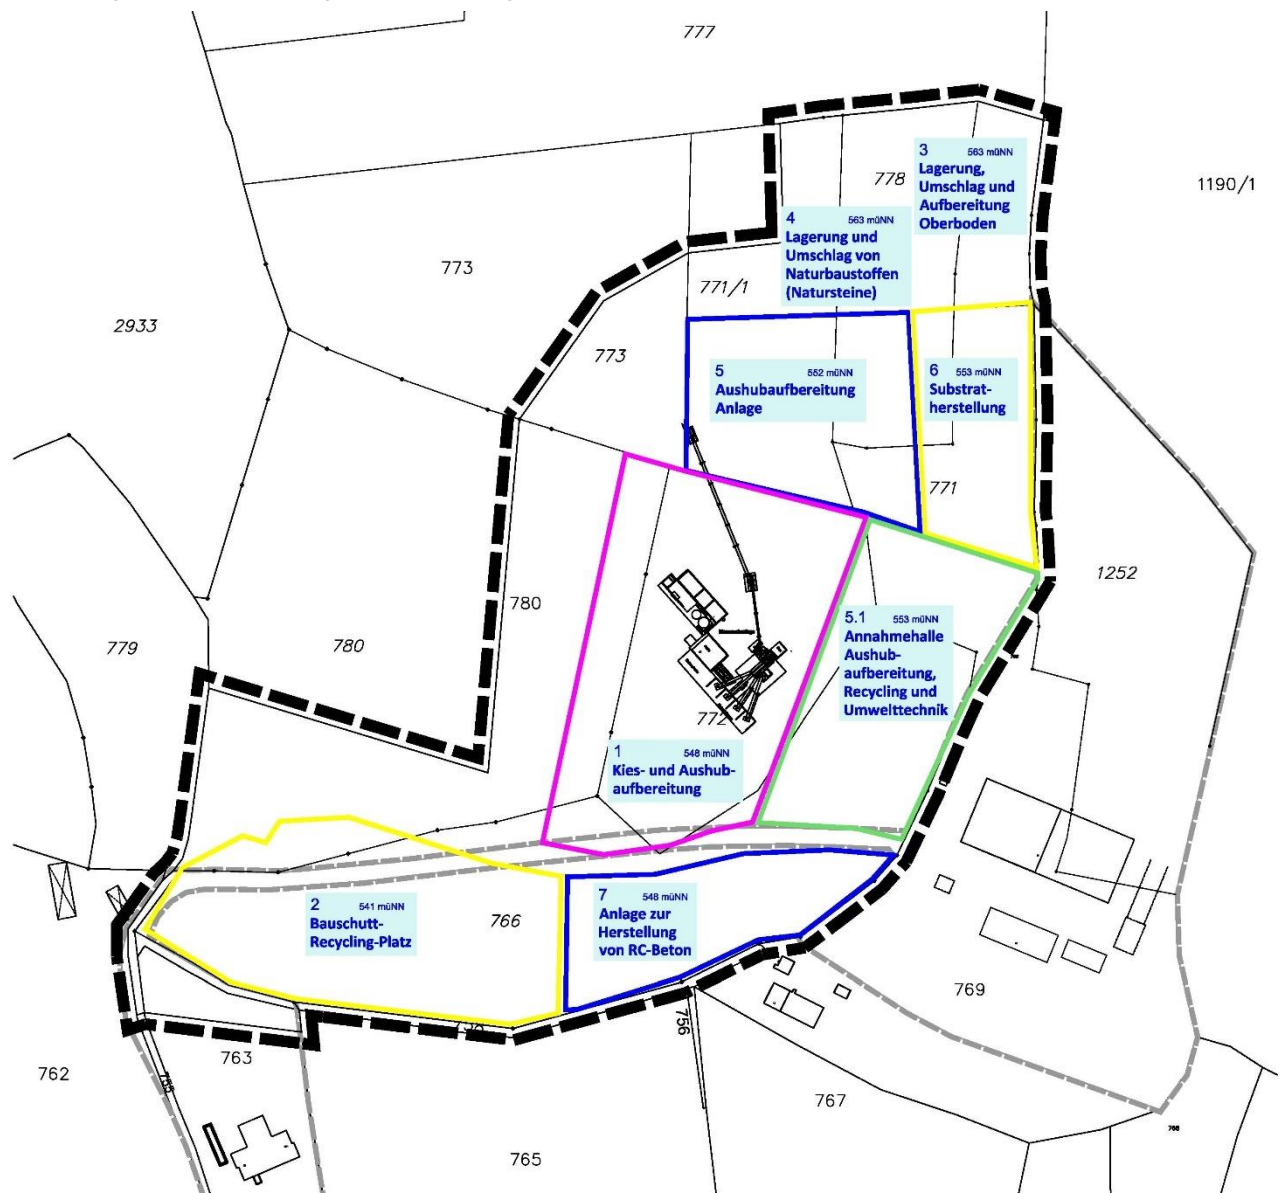 777
3 563 müNN
Lagerung,
Umschlag und
Aufbereitung
Oberboden
778
1190/1
4 563 müNN
Lagerung und
Umschlag von
Naturbaustoffen
(Natursteine)
773
771/1
2933
773
5 552 müNN
Aushubaufbereitung
Anlage
6 553 müNN
Substrat-
herstellung
771
1252
780
5.1 553 müNN
Annahmehalle
Aushub-
aufbereitung,
Recycling und
Umwelttechnik
779
780
772
1 548 müNN
Kies- und Aushub-
aufbereitung
2 541 müNN
Bauschutt-
Recycling-Platz
766
7 548 müNN
Anlage zur
Herstellung
von RC-Beton
769
756
763
762
755
767
768
765